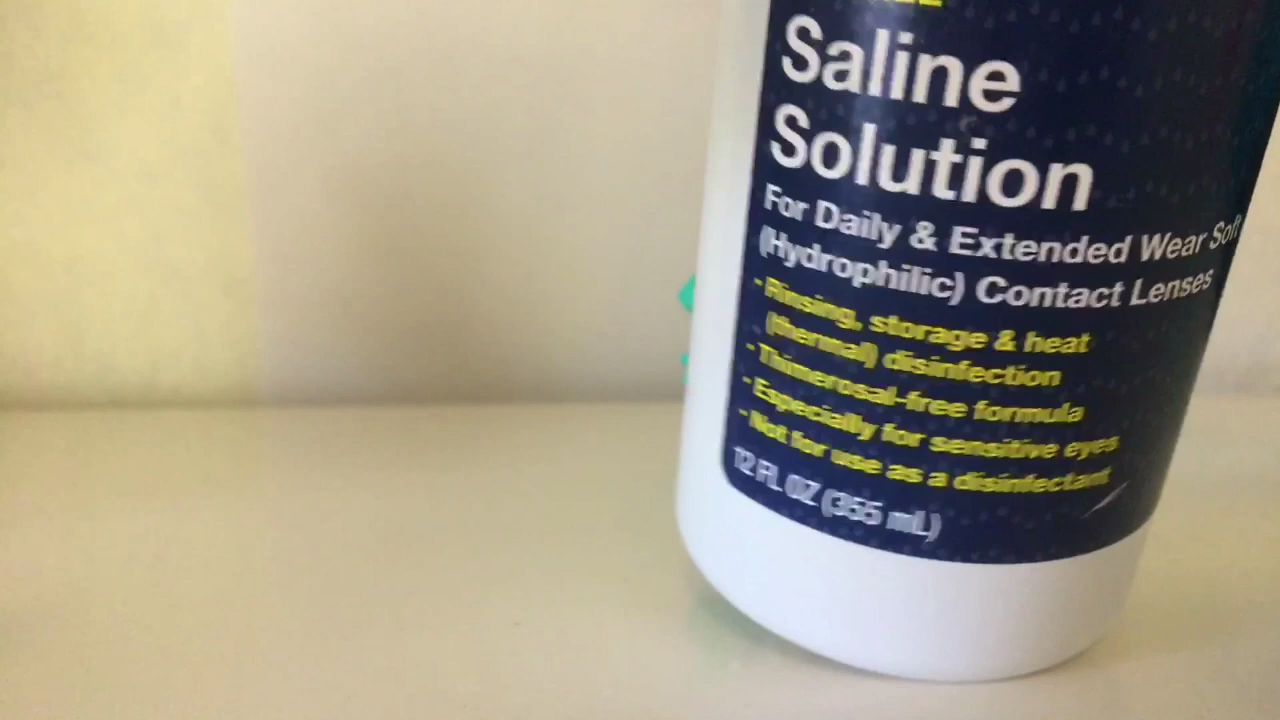 Saline
Solution
For Daily & Extended Wear Soft
(Hydrophilic) Contact Lenses
- Rinsing, storage & heat
(thermal) disinfection
- Thimerosal-free formula
- Especially for sensitive eyes
- Not for use as a disinfectant
12 FL OZ (355 mL)